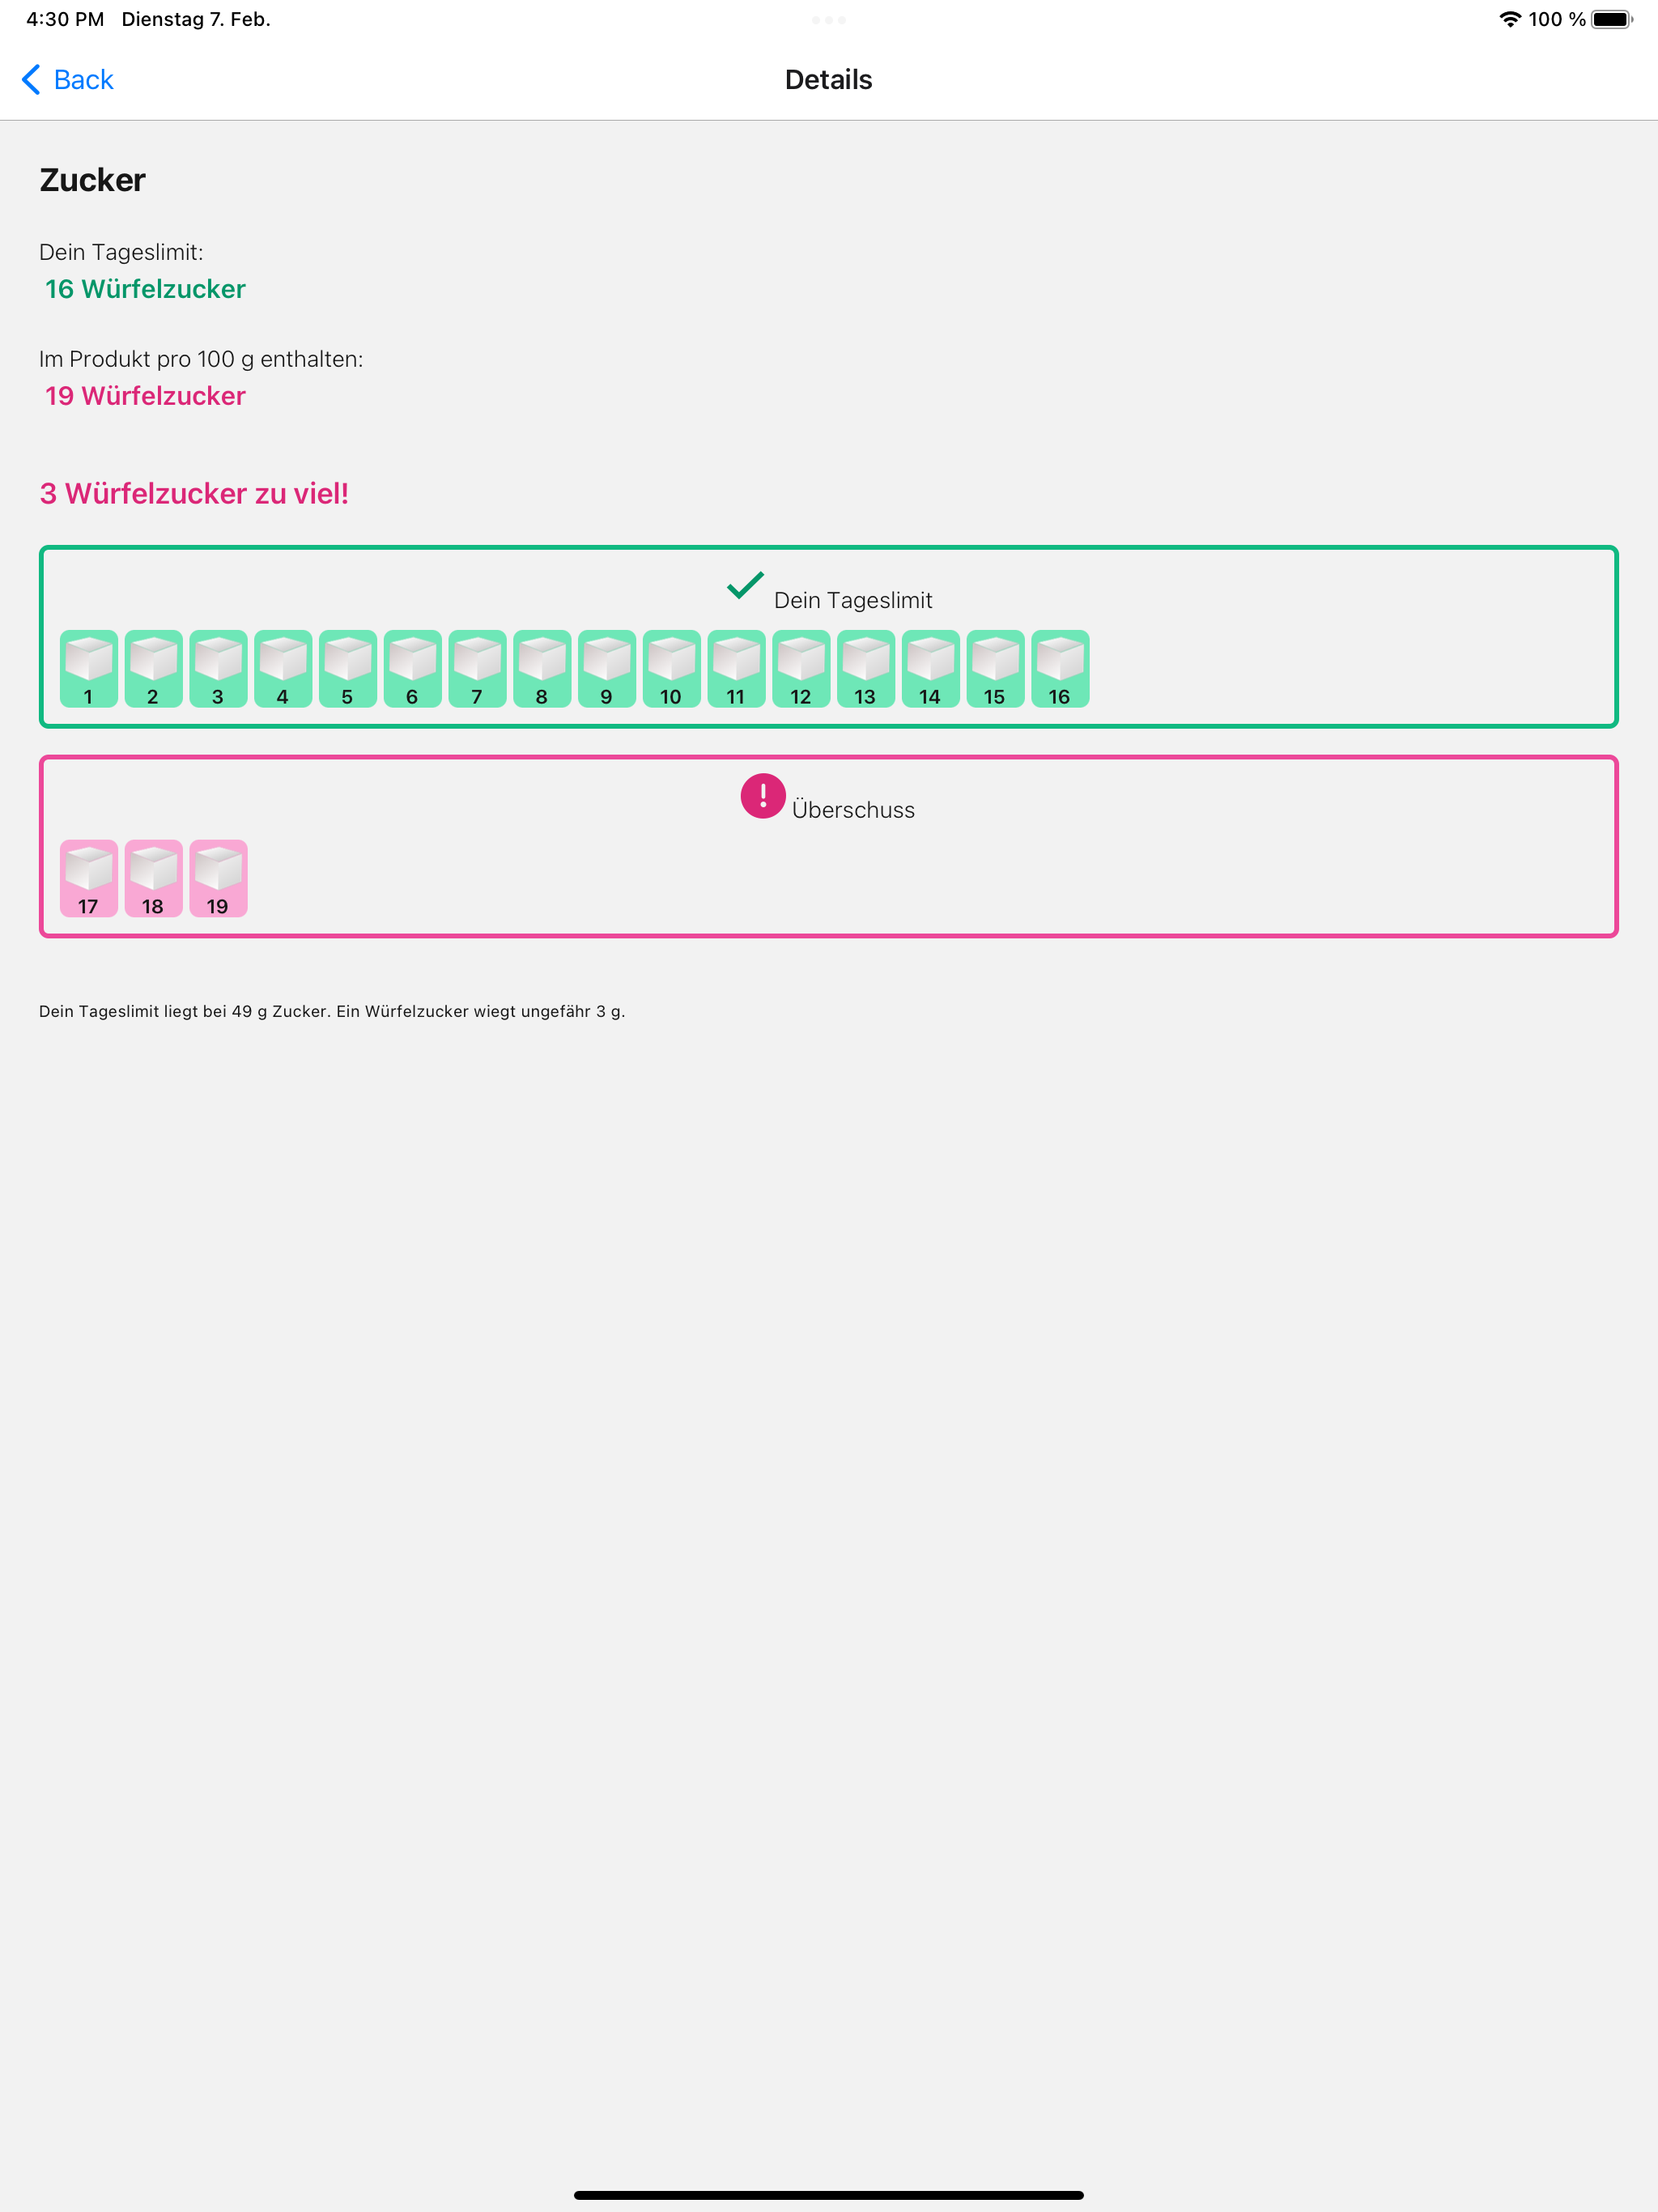 4:30 PM Dienstag 7. Feb. 100 %
Back Details
Zucker
Dein Tageslimit:
16 Würfelzucker
Im Produkt pro 100 g enthalten:
19 Würfelzucker
3 Würfelzucker zu viel!
Dein Tageslimit
1 2 3 4 5 6 7 8 9 10 11 12 13 14 15 16
! Überschuss
17 18 19
Dein Tageslimit liegt bei 49 g Zucker. Ein Würfelzucker wiegt ungefähr 3 g.